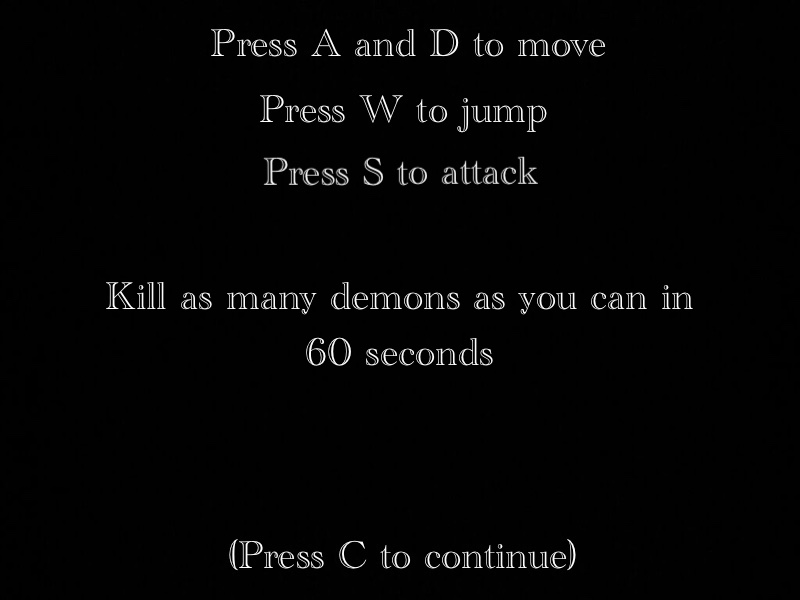 Press A and D to move
Press W to jump
Press S to attack
Kill as many demons as you can in
60 seconds
(Press C to continue)